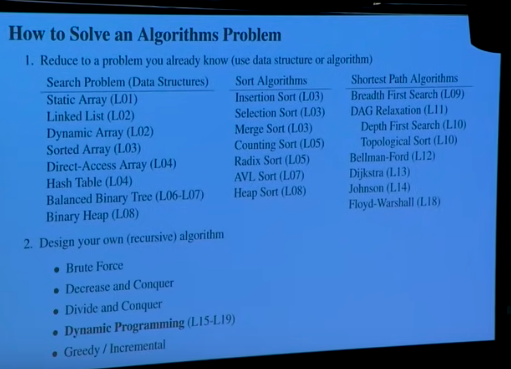 How to Solve an Algorithms Problem
1. Reduce to a problem you already know (use data structure or algorithm)
Search Problem (Data Structures)
Static Array (L01)
Linked List (L02)
Dynamic Array (L02)
Sorted Array (L03)
Direct-Access Array (L04)
Hash Table (L04)
Balanced Binary Tree (L06-L07)
Binary Heap (L08)
Sort Algorithms
Insertion Sort (L03)
Selection Sort (L03)
Merge Sort (L03)
Counting Sort (L05)
Radix Sort (L05)
AVL Sort (L07)
Heap Sort (L08)
Shortest Path Algorithms
Breadth First Search (L09)
DAG Relaxation (L11)
Depth First Search (L10)
Topological Sort (L10)
Bellman-Ford (L12)
Dijkstra (L13)
Johnson (L14)
Floyd-Warshall (L18)
2. Design your own (recursive) algorithm
• Brute Force
• Decrease and Conquer
• Divide and Conquer
• Dynamic Programming (L15-L19)
• Greedy / Incremental